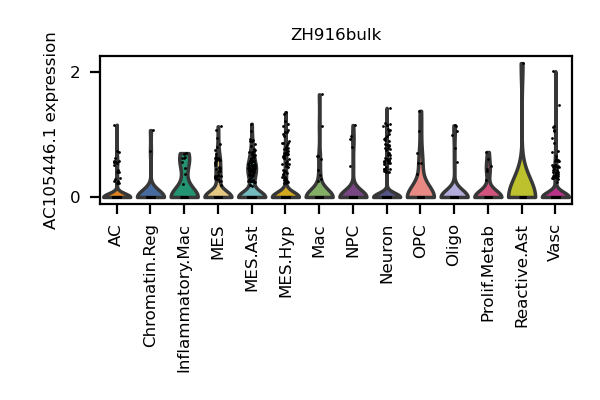 ZH916bulk
AC105446.1 expression
2
0
AC
Chromatin.Reg
Inflammatory.Mac
MES
MES.Ast
MES.Hyp
Mac
NPC
Neuron
OPC
Oligo
Prolif.Metab
Reactive.Ast
Vasc